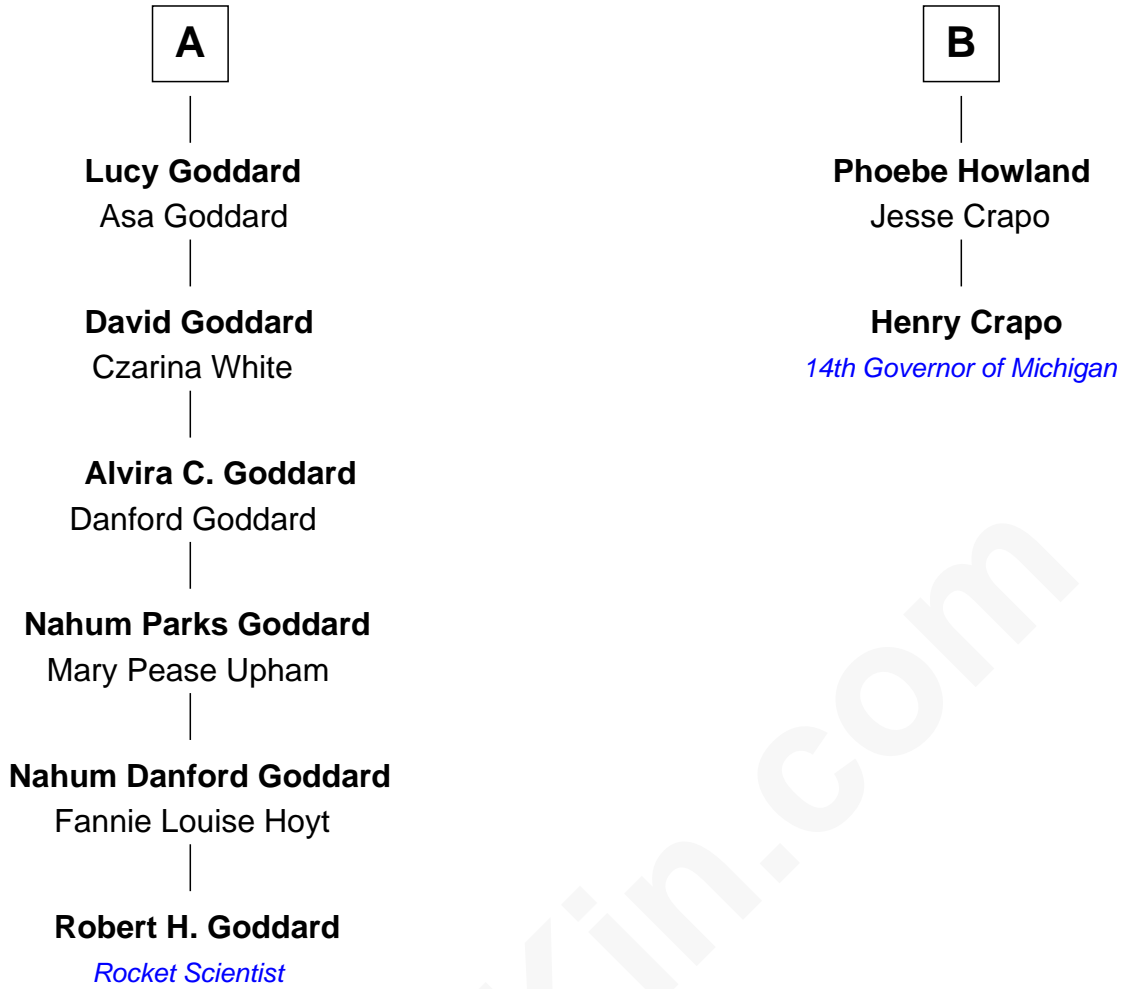 A
Lucy Goddard
Asa Goddard
David Goddard
Czarina White
Alvira C. Goddard
Danford Goddard
Nahum Parks Goddard
Mary Pease Upham
Nahum Danford Goddard
Fannie Louise Hoyt
Robert H. Goddard
Rocket Scientist
B
Phoebe Howland
Jesse Crapo
Henry Crapo
14th Governor of Michigan
Kin.com